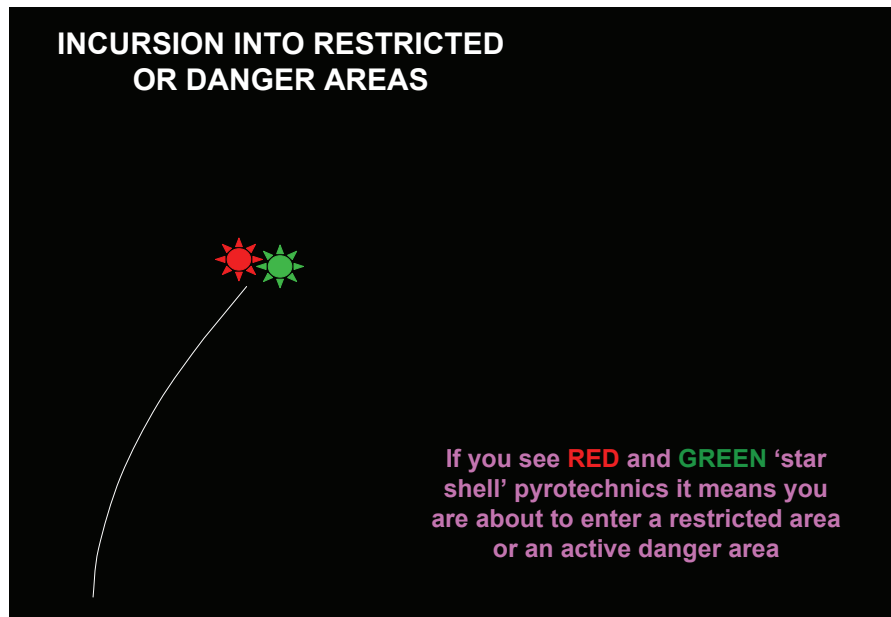 INCURSION INTO RESTRICTED
OR DANGER AREAS
If you see RED and GREEN ‘star
shell’ pyrotechnics it means you
are about to enter a restricted area
or an active danger area